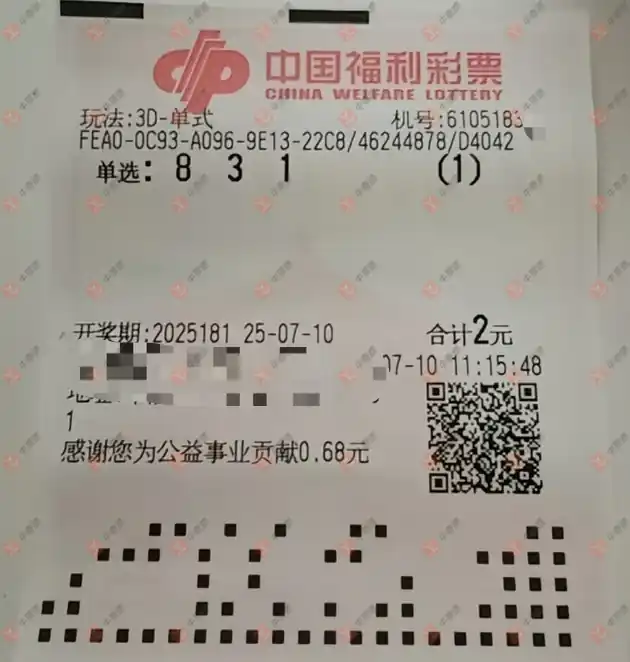 中国福利彩票
CHINA WELFARE LOTTERY
玩法:3D-单式 机号:6105183
FEA0-0C93-A096-9E13-22C8/46244878/D4042
单选: 8 3 1 (1)
开奖期:2025181 25-07-10 合计2元
07-10 11:15:48
1
感谢您为公益事业贡献0.68元